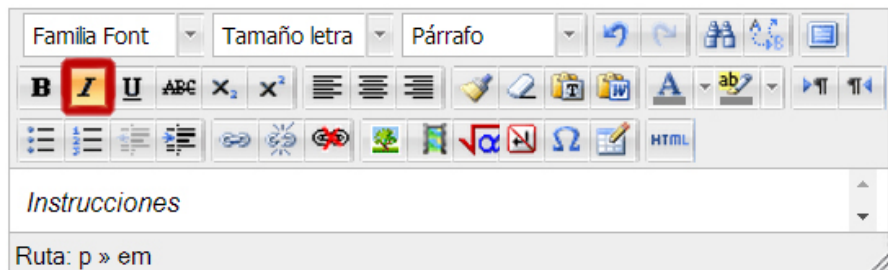 Familia Font Tamaño letra Párrafo
B I U ABC X₂ X² A ab
HTML
Instrucciones
Ruta: p » em